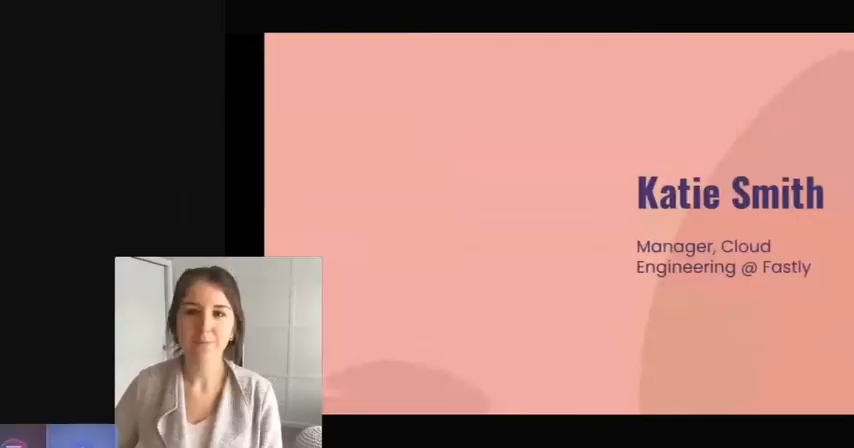 Katie Smith
Manager, Cloud
Engineering @ Fastly